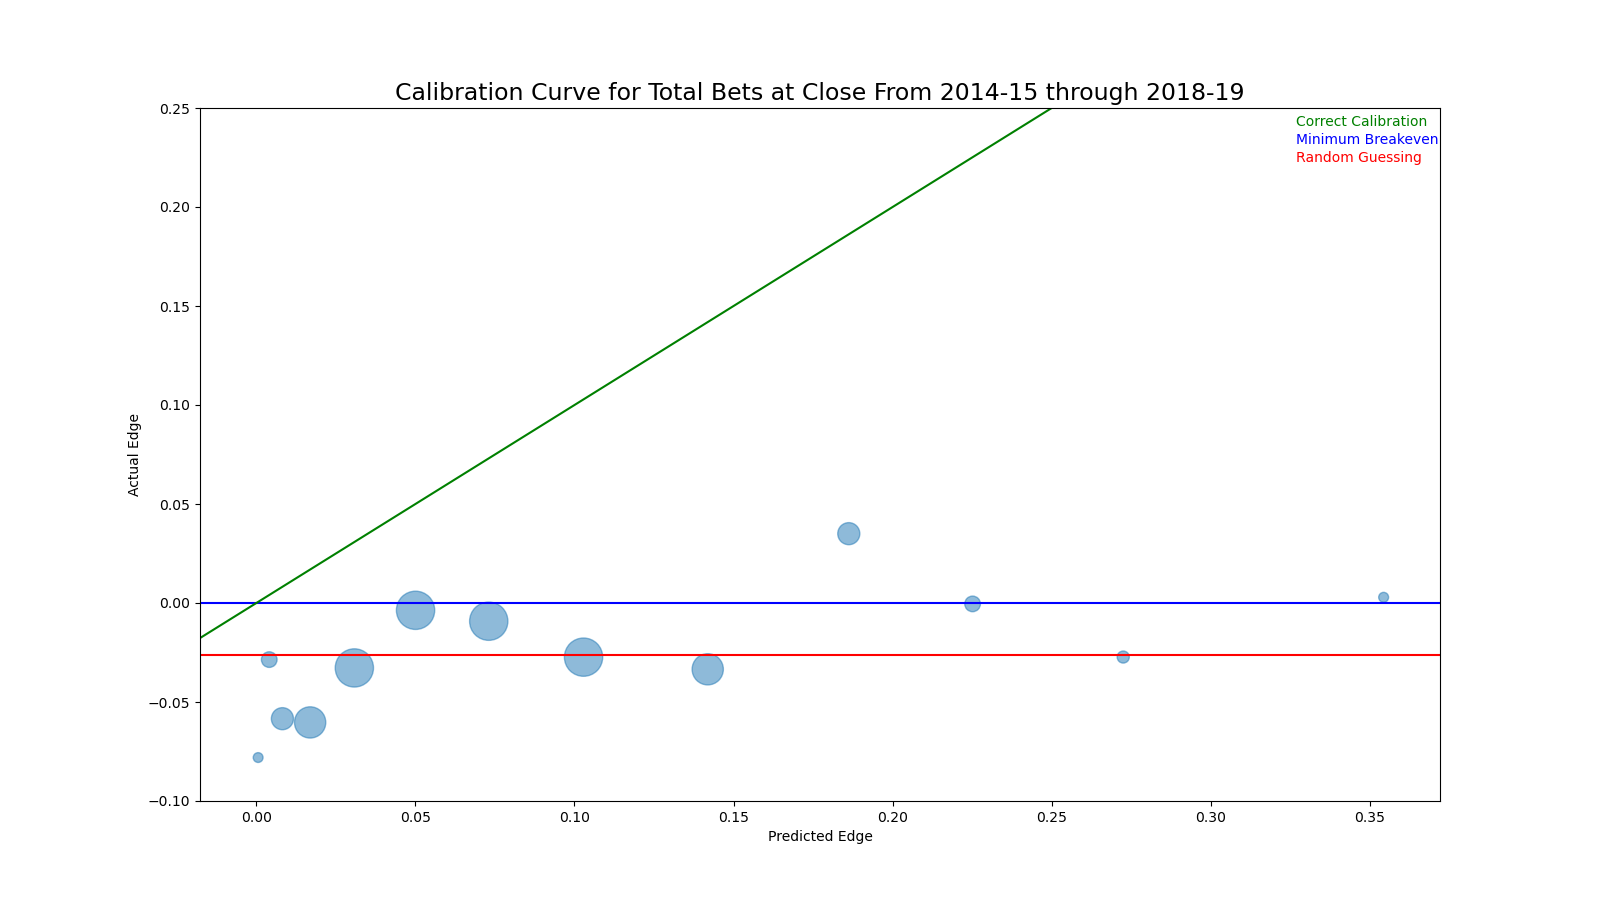 Calibration Curve for Total Bets at Close From 2014-15 through 2018-19
Correct Calibration
Minimum Breakeven
Random Guessing
Actual Edge
0.25
0.20
0.15
0.10
0.05
0.00
−0.05
−0.10
0.00 0.05 0.10 0.15 0.20 0.25 0.30 0.35
Predicted Edge